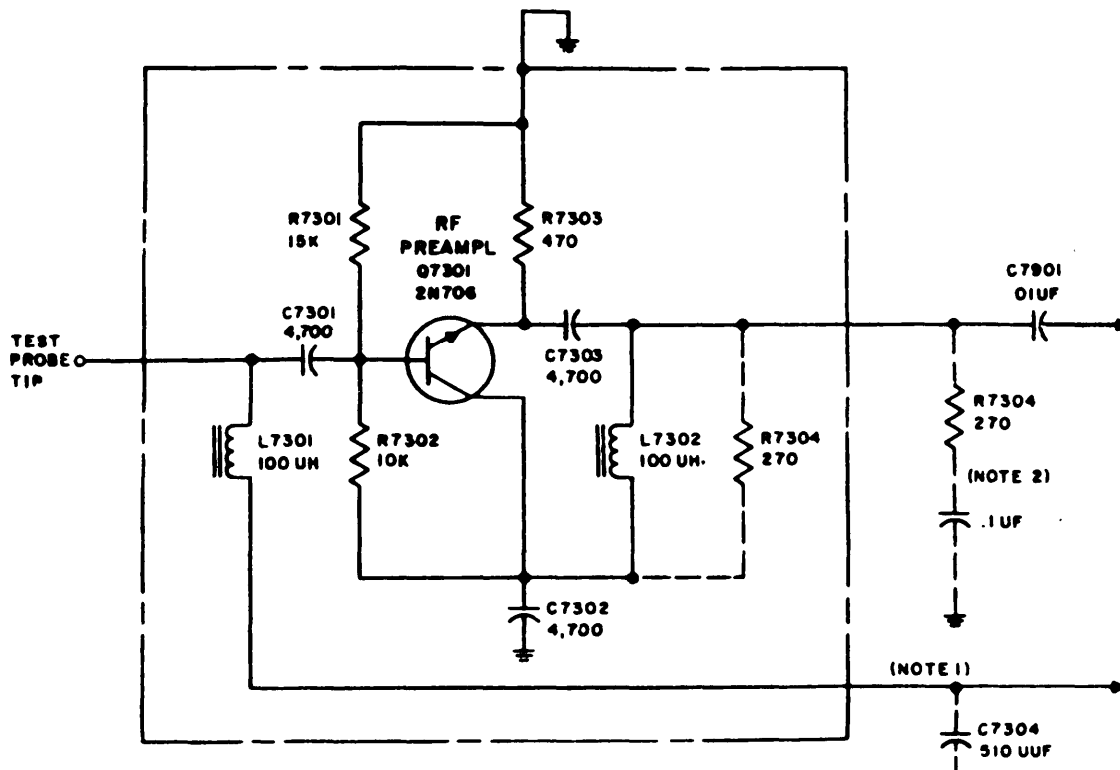 R7301
15K
RF
PREAMPL
Q7301
2N706
R7303
470
C7901
01UF
C7301
4,700
TEST
PROBE
TIP
C7303
4,700
R7304
270
L7301
100 UH
R7302
10K
L7302
100 UH.
R7304
270
(NOTE 2)
.1 UF
C7302
4,700
(NOTE 1)
C7304
510 UUF